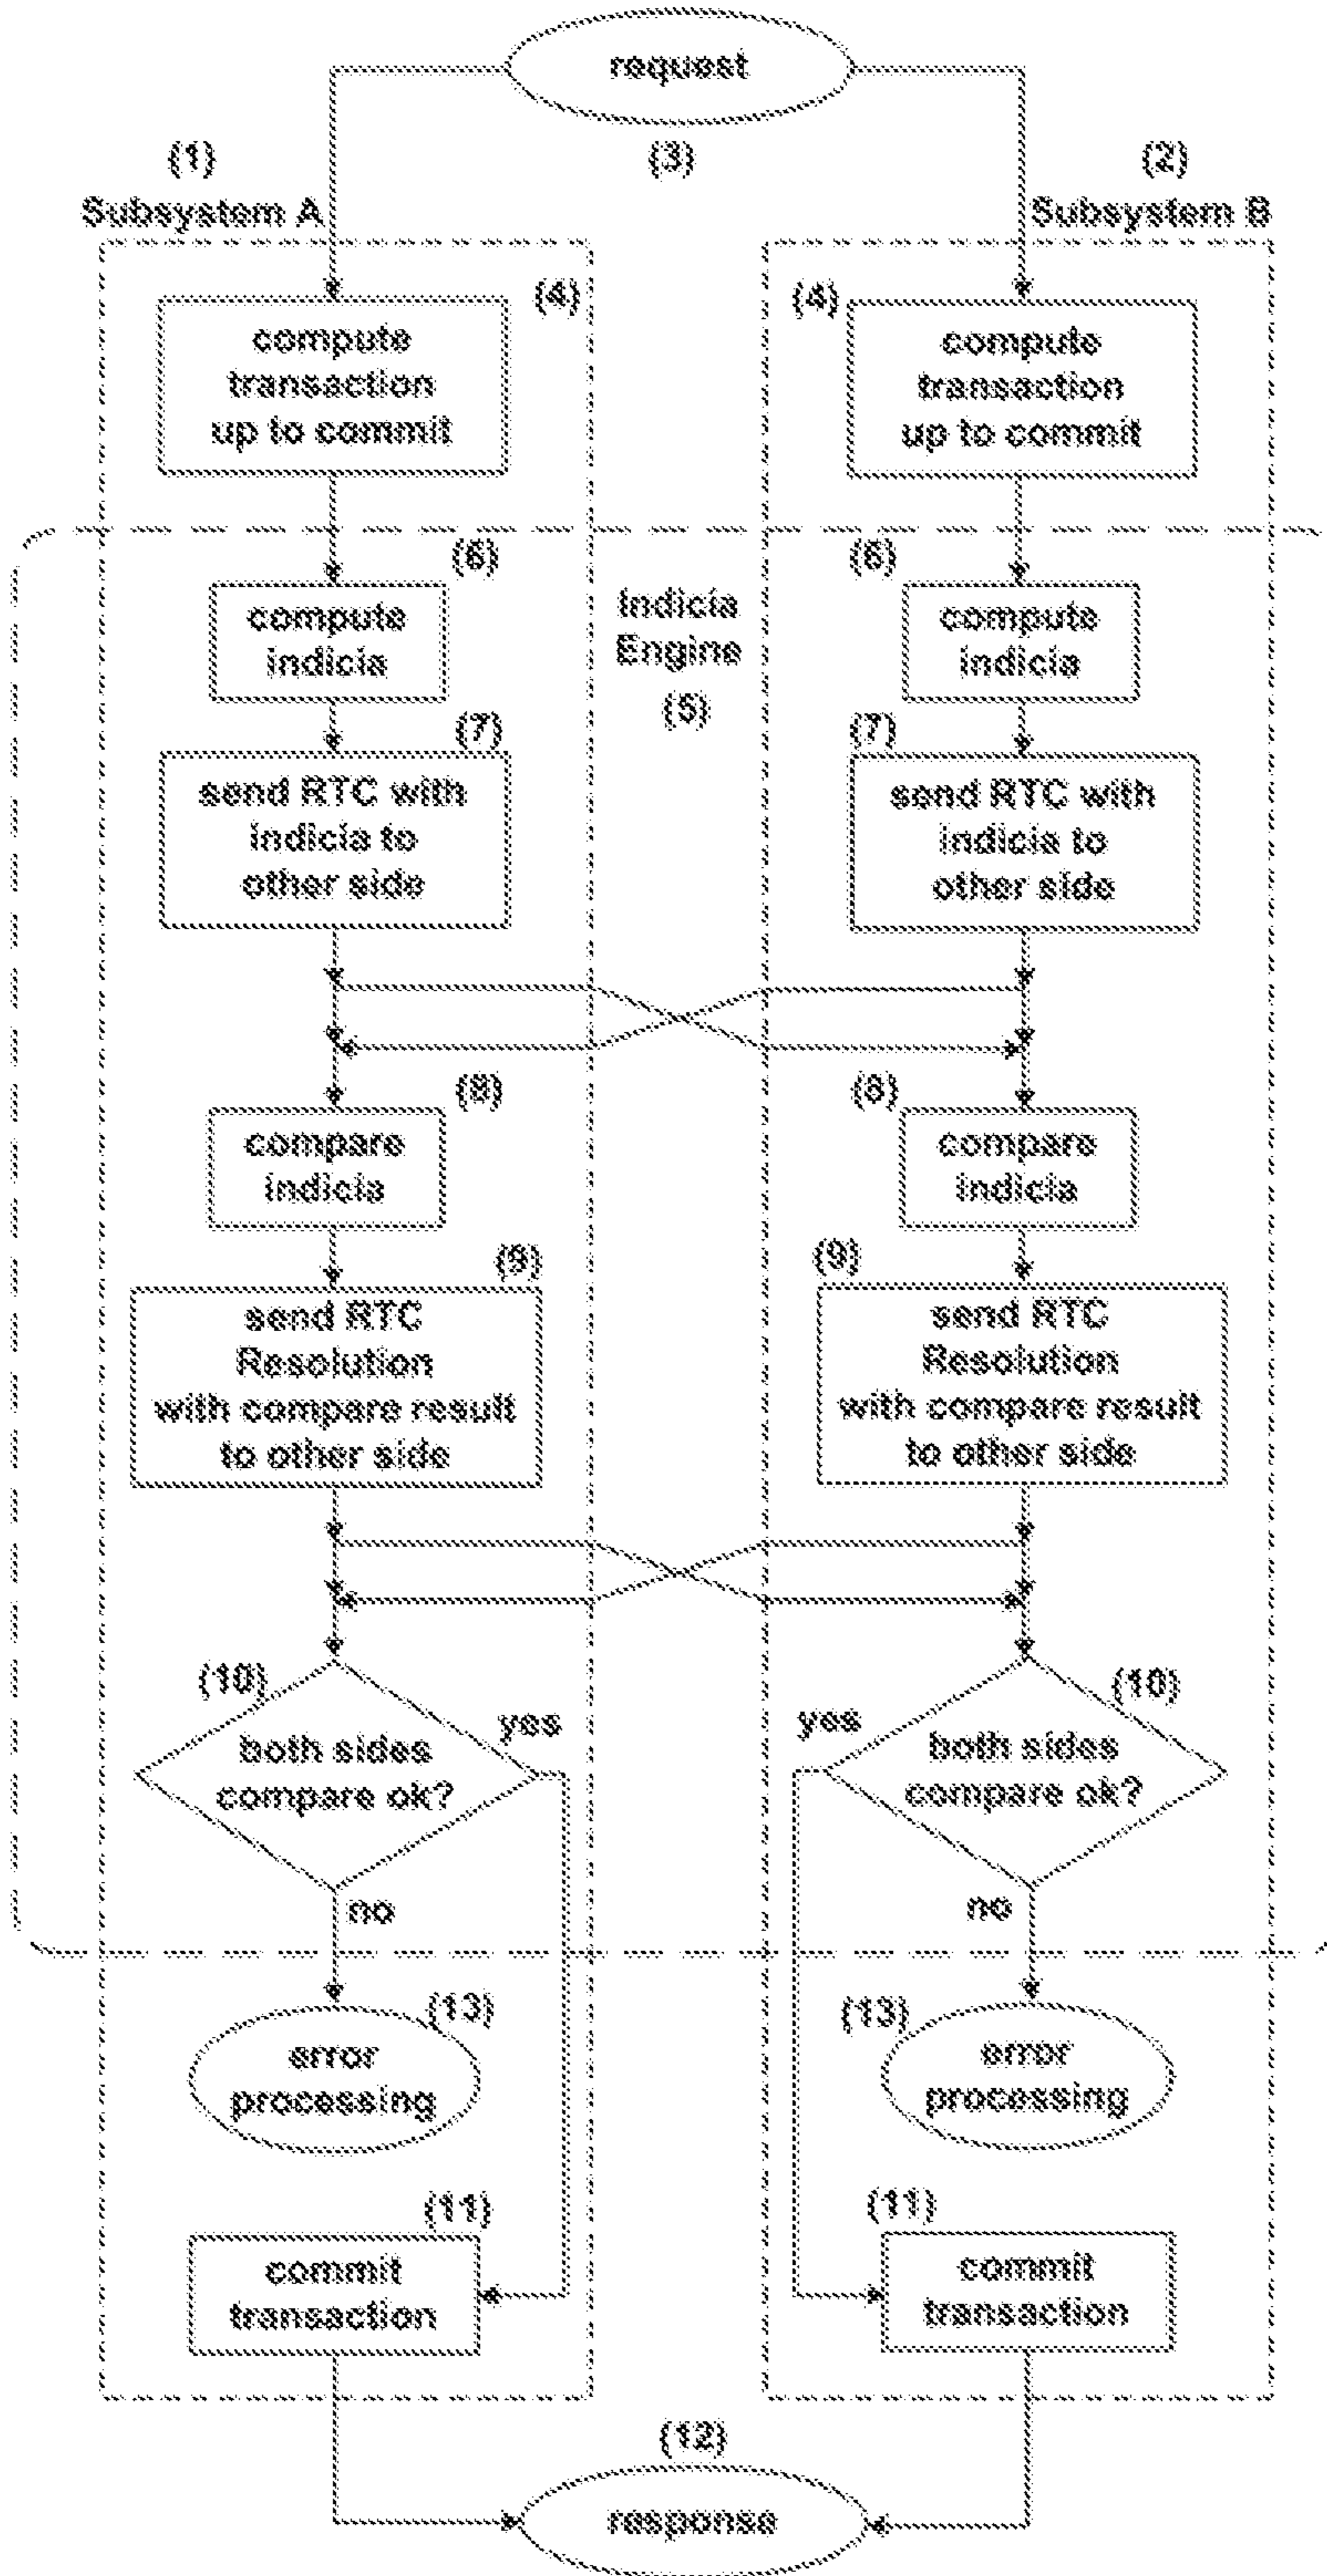 request
(3)
(1)
Subsystem A
(2)
Subsystem B
(4)
compute
transaction
up to commit
(4)
compute
transaction
up to commit
Indicia
Engine
(5)
(6)
compute
indicia
(6)
compute
indicia
(7)
send RTC with
indicia to
other side
(7)
send RTC with
indicia to
other side
(8)
compare
indicia
(8)
compare
indicia
(9)
send RTC
Resolution
with compare result
to other side
(9)
send RTC
Resolution
with compare result
to other side
(10)
both sides
compare ok?
yes
no
(10)
both sides
compare ok?
yes
no
(13)
error
processing
(13)
error
processing
(11)
commit
transaction
(11)
commit
transaction
(12)
response